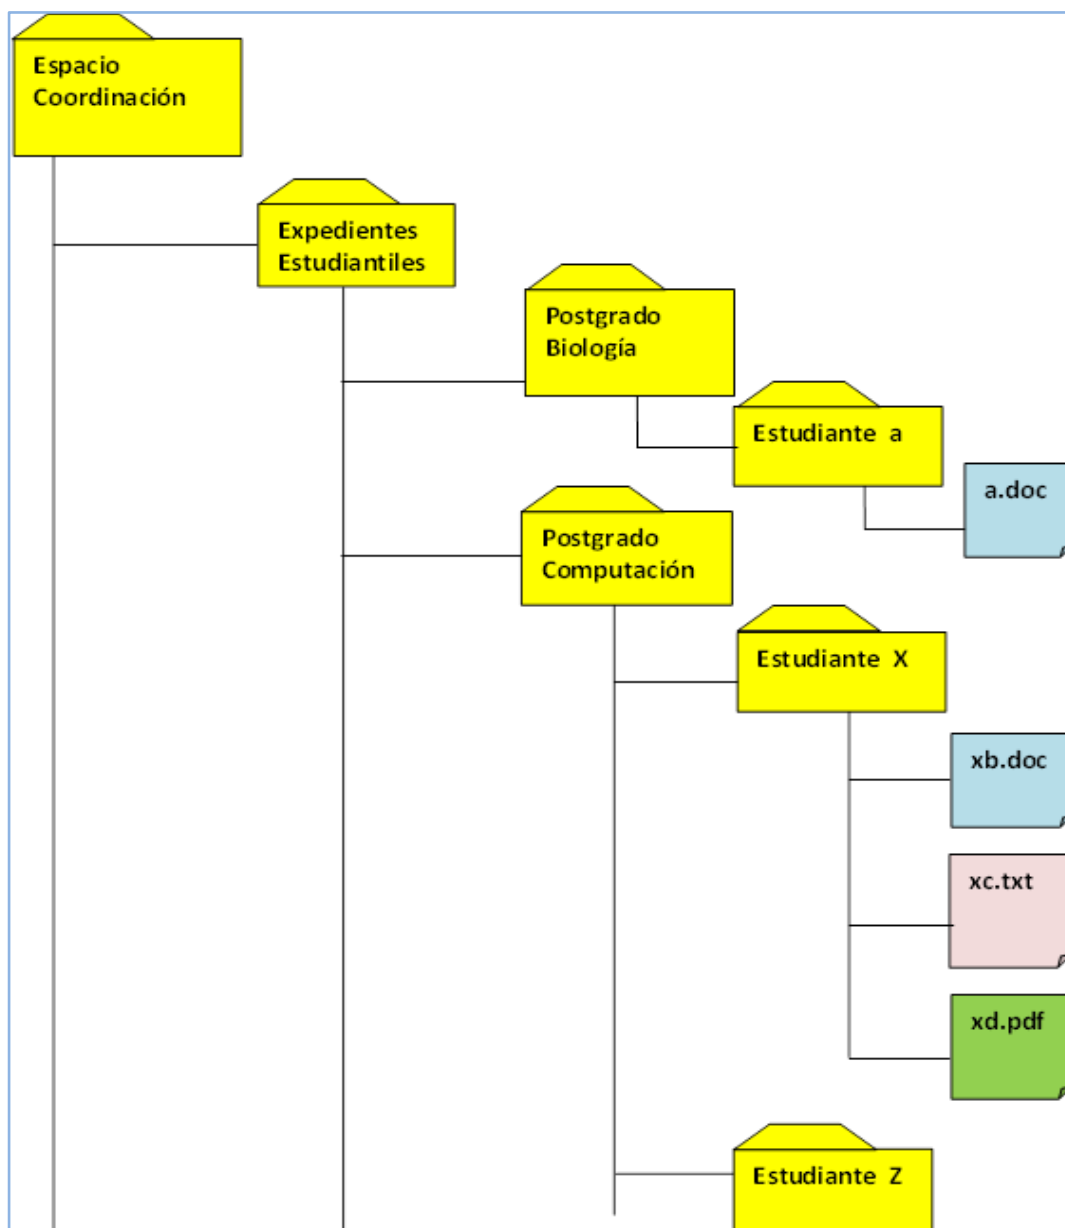 Espacio
Coordinación
Expedientes
Estudiantiles
Postgrado
Biología
Estudiante a
a.doc
Postgrado
Computación
Estudiante X
xb.doc
xc.txt
xd.pdf
Estudiante Z